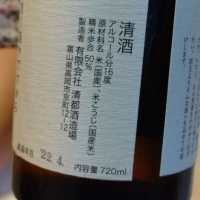 清酒
アルコール分16度
原材料名 米(国産)、米こうじ(国産米)
精米歩合 50%
製造者 有限会社 清都酒造場
富山県高岡市京町12-12
内容量 720ml
22.4